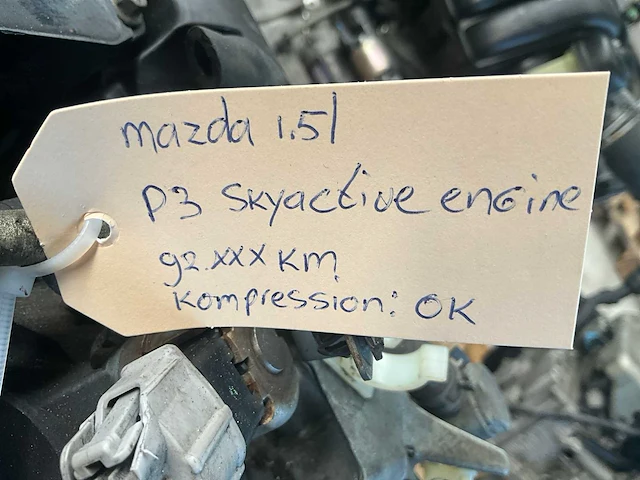 mazda 1.5l
P3 Skyactive engine
92.xxx Km
Kompression: OK